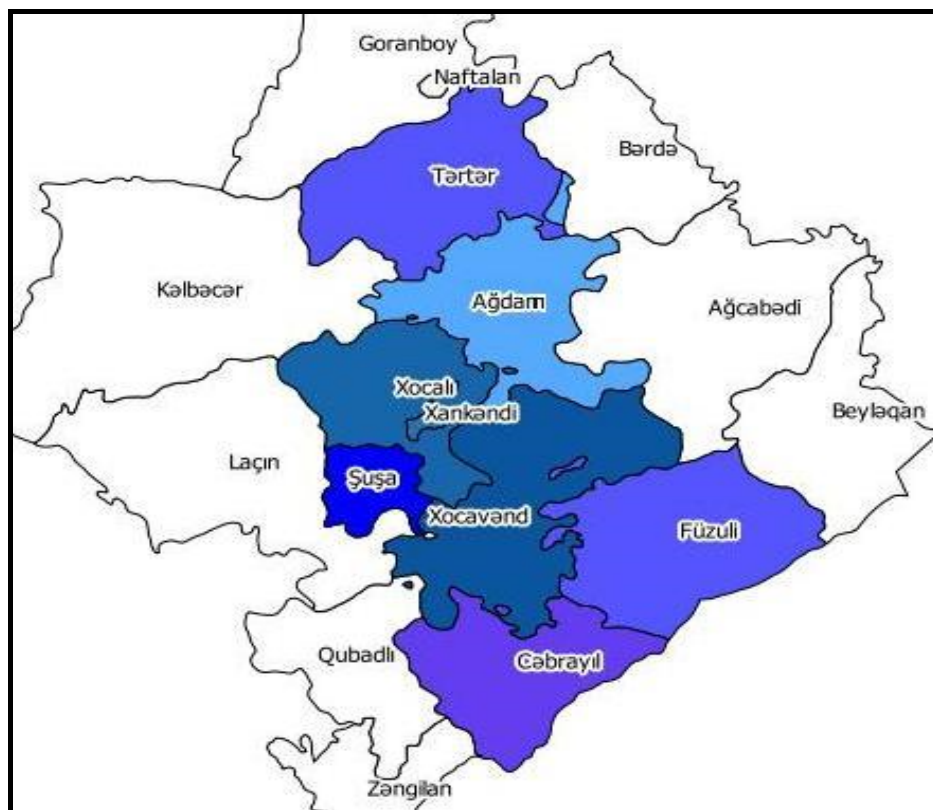 Goranboy
Naftalan
Bərdə
Tərtər
Kəlbəcər
Ağdam
Ağcabədi
Xocalı
Xankəndi
Beyləqan
Laçın
Şuşa
Xocavənd
Füzuli
Qubadlı
Cəbrayıl
Zəngilan